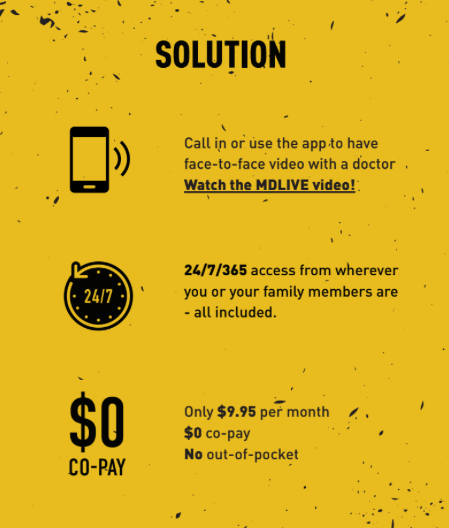 SOLUTION
Call in or use the app to have
face-to-face video with a doctor
Watch the MDLIVE video!
24/7
24/7/365 access from wherever
you or your family members are
- all included.
$0
CO-PAY
Only $9.95 per month
$0 co-pay
No out-of-pocket